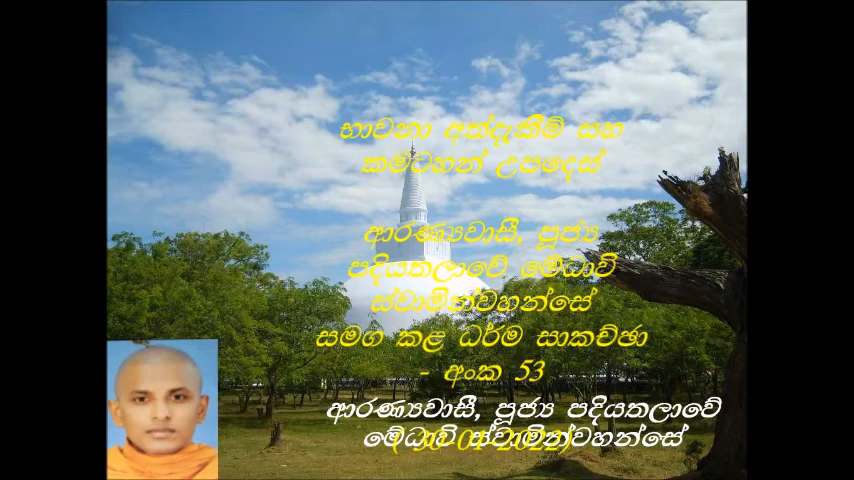 භාවනා අත්දැකීම් සහ
කමටහන් උපදෙස්
ආරණ්‍යවාසී, පූජ්‍ය
පදියතලාවේ මේධාවී
ස්වාමින්වහන්සේ
සමග කළ ධර්ම සාකච්ඡා
- අංක 53
ආරණ්‍යවාසී, පූජ්‍ය පදියතලාවේ
මේධාවි ස්වාමින්වහන්සේ